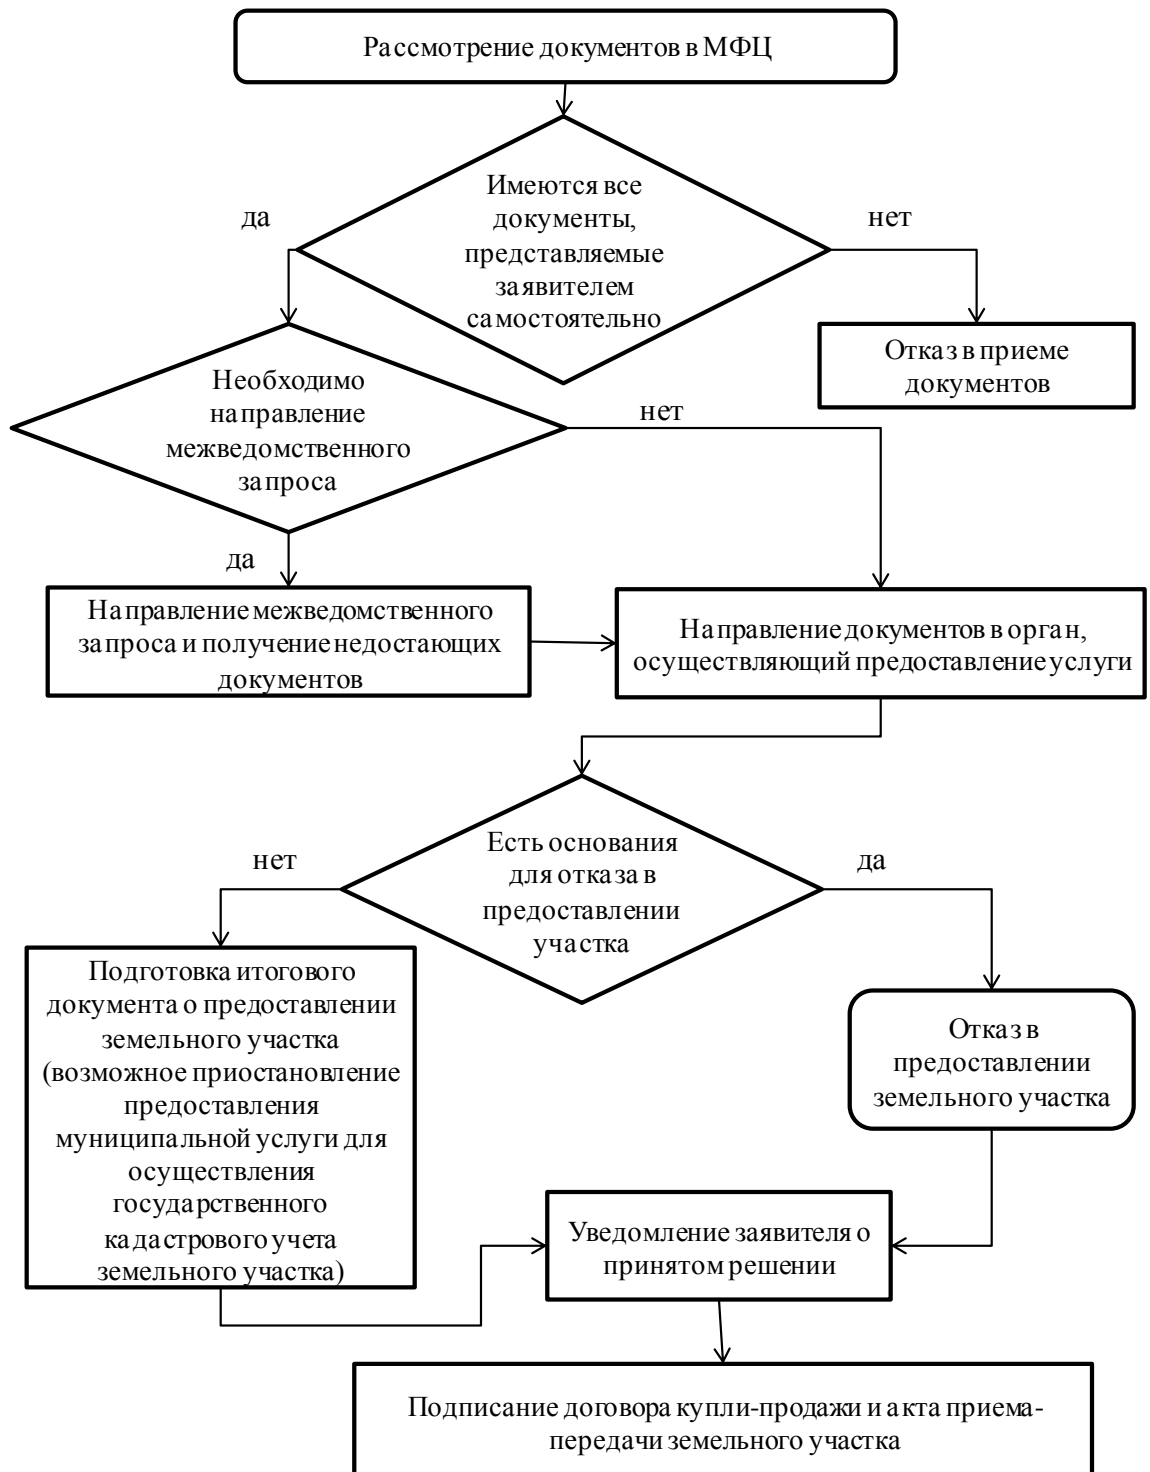 Рассмотрение документов в МФЦ
Имеются все
документы,
представляемые
заявителем
самостоятельно
да
нет
Отказ в приеме
документов
Необходимо
направление
межведомственного
запроса
нет
да
Направление межведомственного
запроса и получение недостающих
документов
Направление документов в орган,
осуществляющий предоставление услуги
Есть основания
для отказа в
предоставлении
участка
нет
да
Подготовка итогового
документа о предоставлении
земельного участка
(возможное приостановление
предоставления
муниципальной услуги для
осуществления
государственного
кадастрового учета
земельного участка)
Отказ в
предоставлении
земельного участка
Уведомление заявителя о
принятом решении
Подписание договора купли-продажи и акта приема-
передачи земельного участка